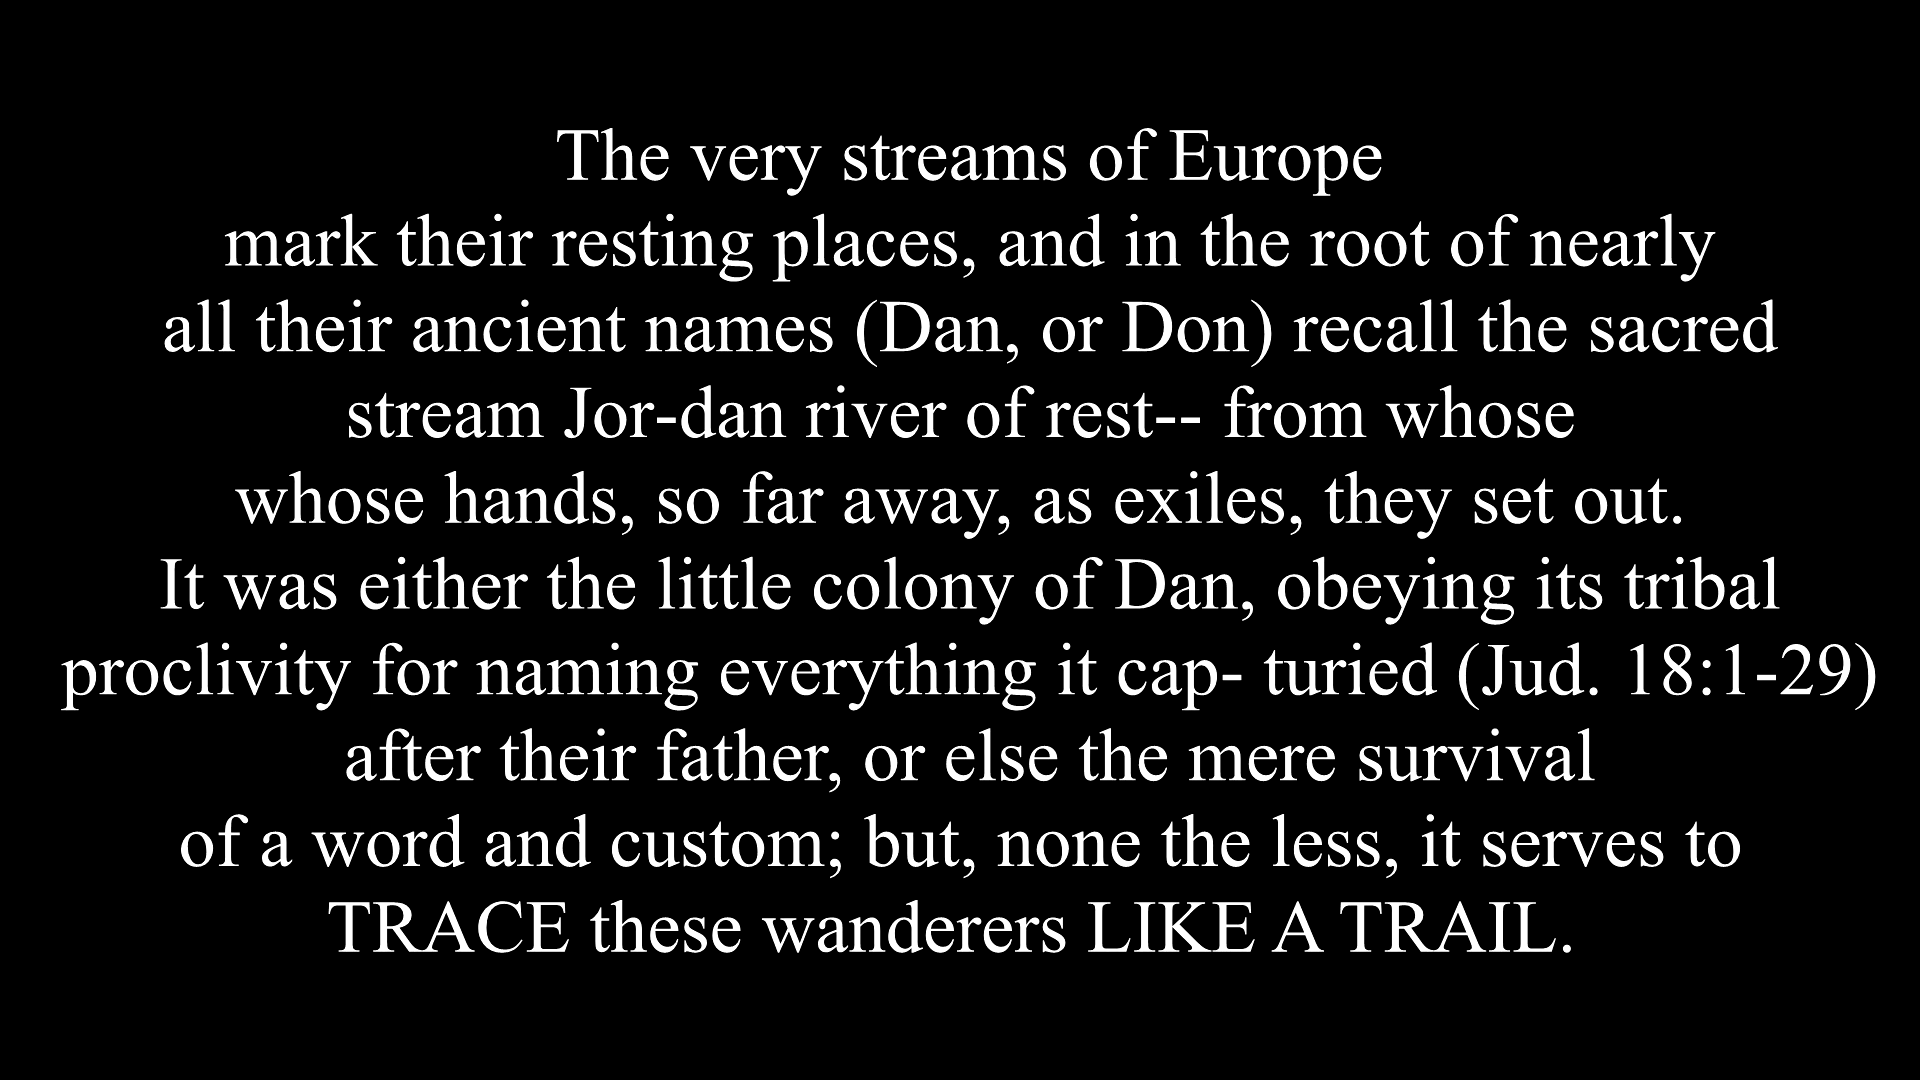 The very streams of Europe
mark their resting places, and in the root of nearly
all their ancient names (Dan, or Don) recall the sacred
stream Jor-dan river of rest-- from whose
whose hands, so far away, as exiles, they set out.
It was either the little colony of Dan, obeying its tribal
proclivity for naming everything it cap- turied (Jud. 18:1-29)
after their father, or else the mere survival
of a word and custom; but, none the less, it serves to
TRACE these wanderers LIKE A TRAIL.